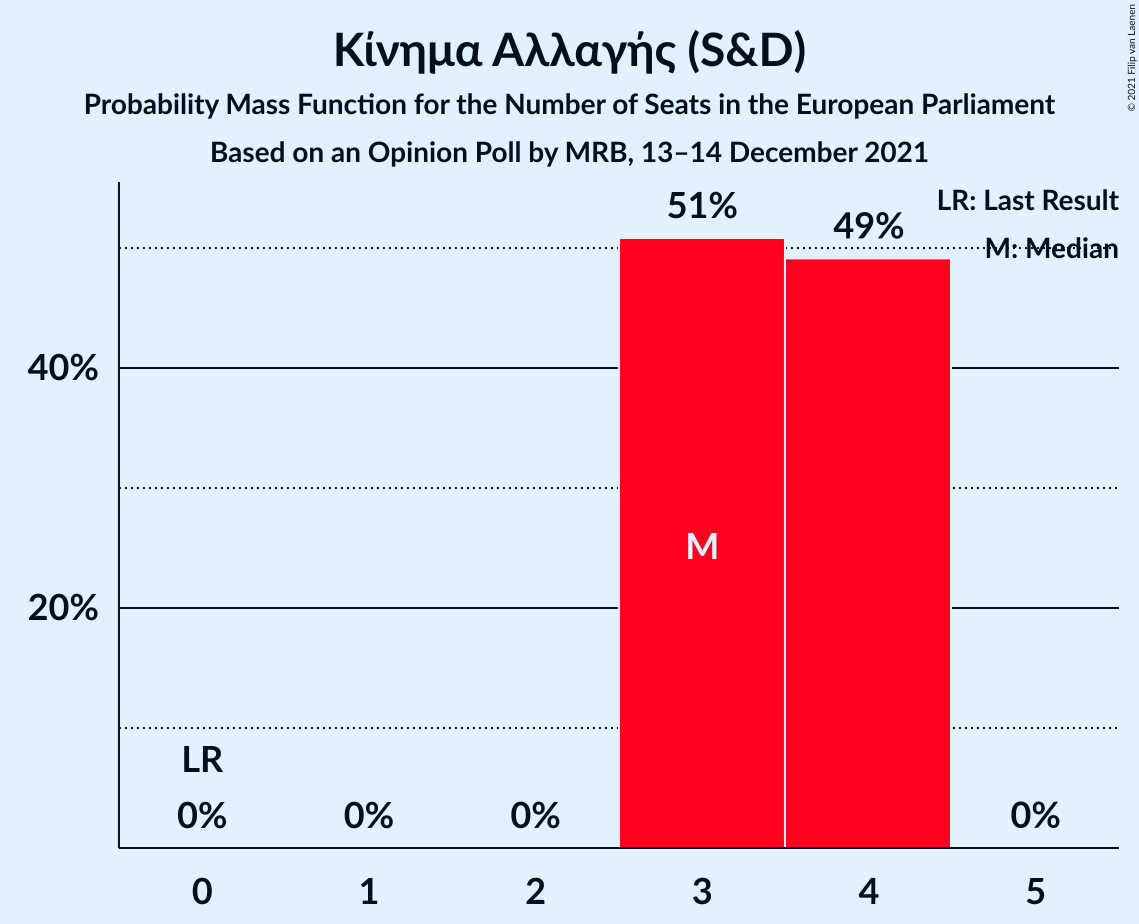 Κίνημα Αλλαγής (S&D)
Probability Mass Function for the Number of Seats in the European Parliament
Based on an Opinion Poll by MRB, 13–14 December 2021
© 2021 Filip van Laenen
LR: Last Result
M: Median
51%
49%
40%
20%
M
LR
0%
0%
0%
0%
0
1
2
3
4
5